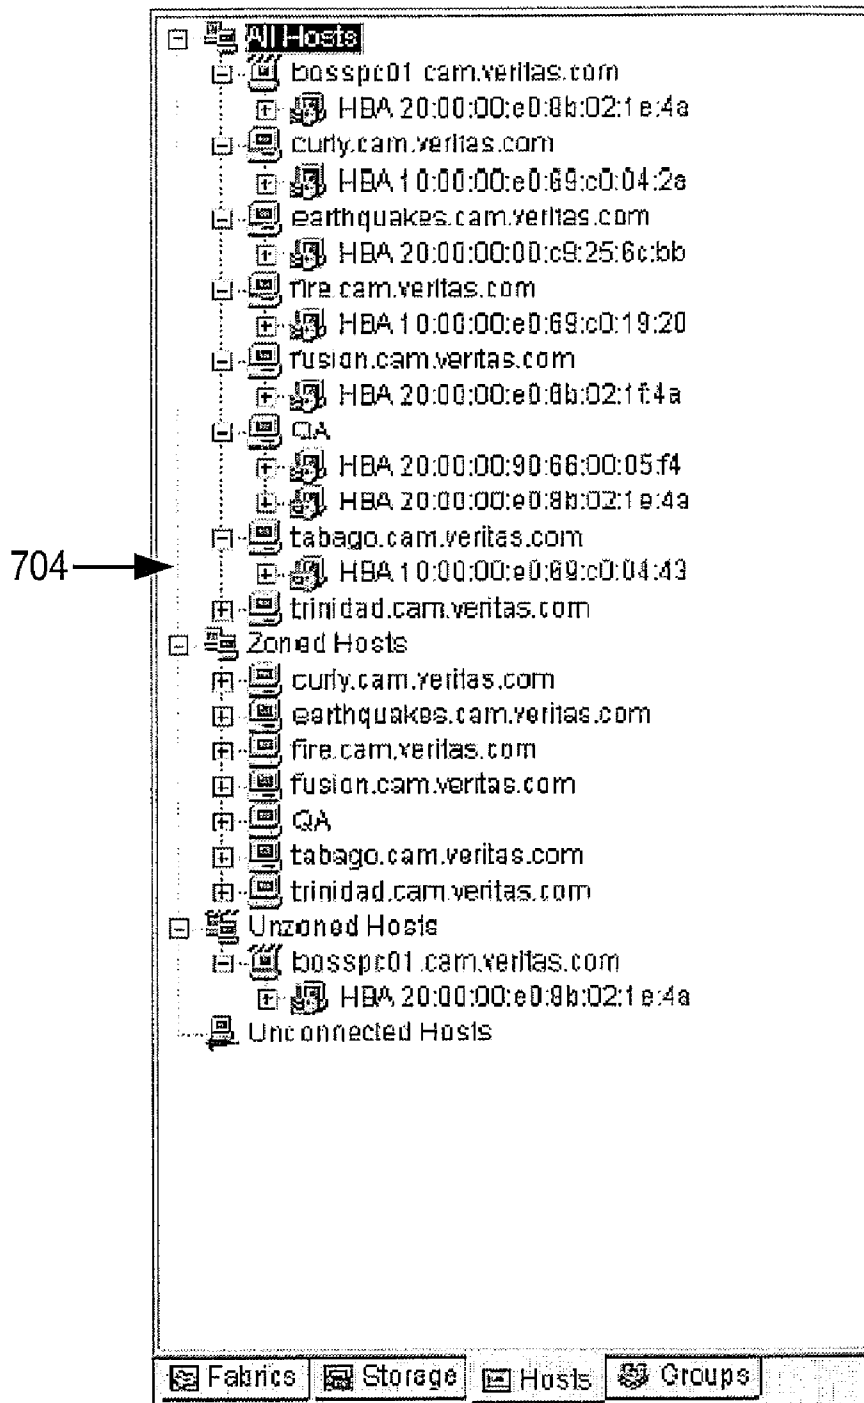 All Hosts
bosspc01.cam.veritas.com
HBA 20:00:00:e0:8b:02:1e:4a
curly.cam.veritas.com
HBA 10:00:00:e0:69:c0:04:2a
earthquakes.cam.veritas.com
HBA 20:00:00:00:c9:25:6c:bb
fire.cam.veritas.com
HBA 10:00:00:e0:69:c0:19:20
fusion.cam.veritas.com
HBA 20:00:00:e0:8b:02:1f:4a
QA
HBA 20:00:00:90:66:00:05:f4
HBA 20:00:00:e0:8b:02:1e:4a
tabago.cam.veritas.com
704
HBA 10:00:00:e0:69:c0:04:43
trinidad.cam.veritas.com
Zoned Hosts
curly.cam.veritas.com
earthquakes.cam.veritas.com
fire.cam.veritas.com
fusion.cam.veritas.com
QA
tabago.cam.veritas.com
trinidad.cam.veritas.com
Unzoned Hosts
bosspc01.cam.veritas.com
HBA 20:00:00:e0:8b:02:1e:4a
Unconnected Hosts
Fabrics Storage Hosts Groups